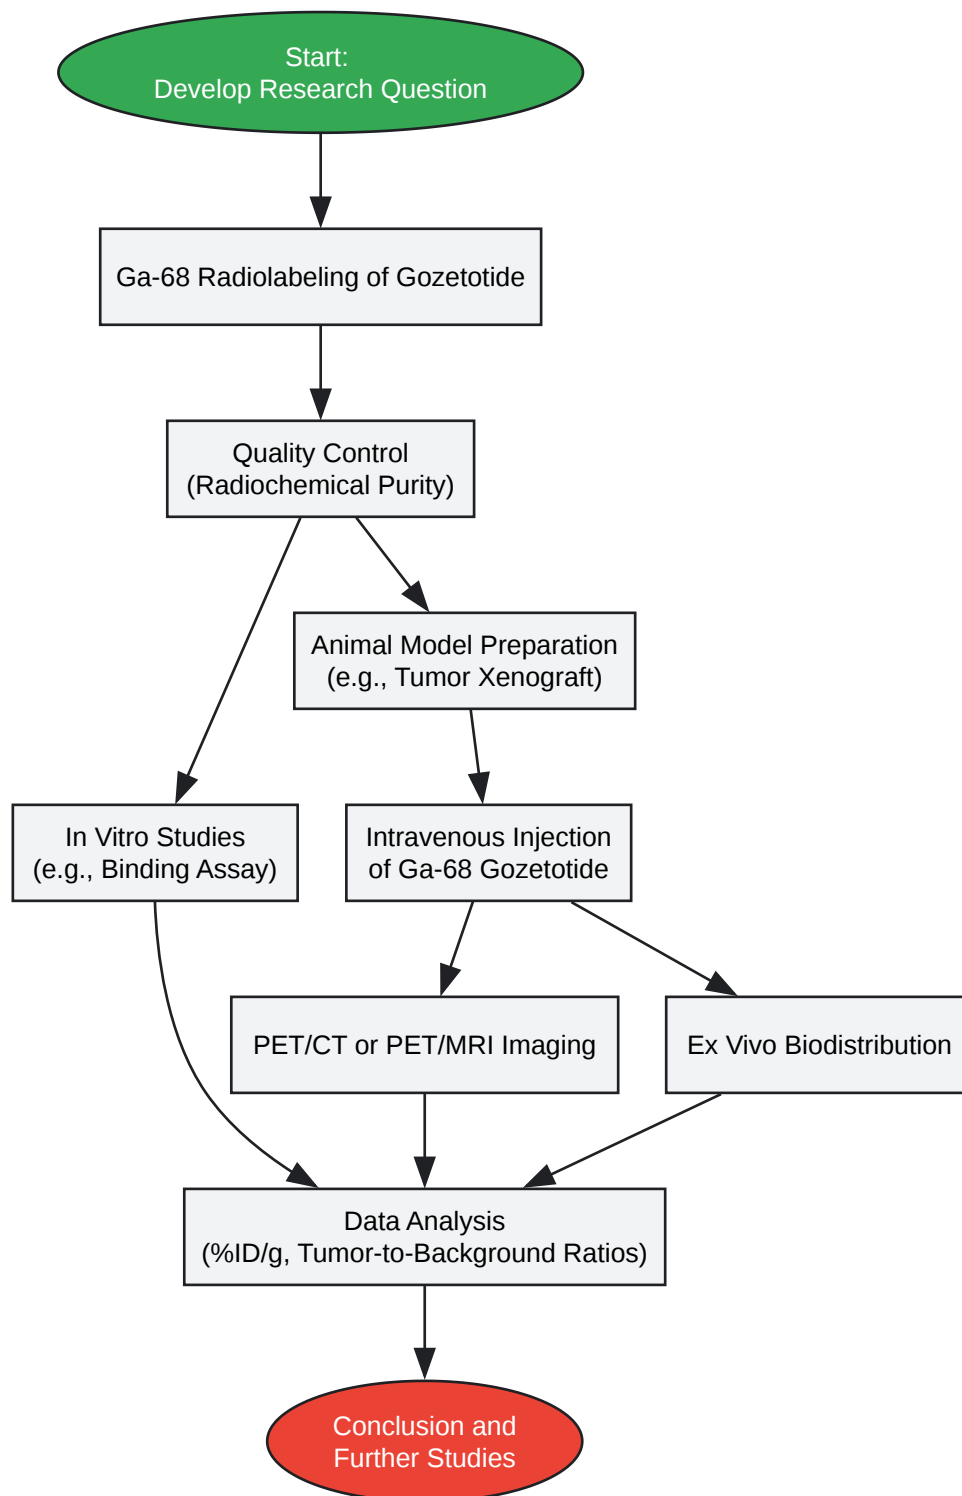 Start:
Develop Research Question
Ga-68 Radiolabeling of Gozetotide
Quality Control
(Radiochemical Purity)
Animal Model Preparation
(e.g., Tumor Xenograft)
In Vitro Studies
(e.g., Binding Assay)
Intravenous Injection
of Ga-68 Gozetotide
PET/CT or PET/MRI Imaging
Ex Vivo Biodistribution
Data Analysis
(%ID/g, Tumor-to-Background Ratios)
Conclusion and
Further Studies